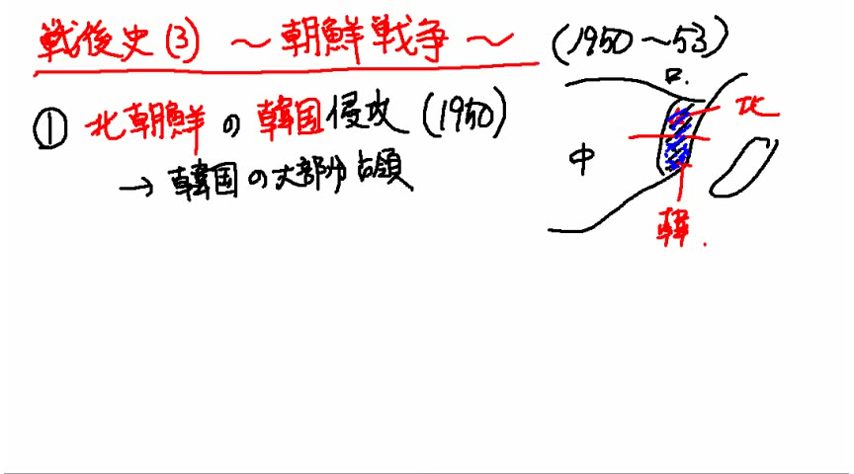 戦後史(3) ～朝鮮戦争～ (1950～53)
① 北朝鮮の韓国侵攻 (1950)
→ 韓国の大部分占領
ロ.
北
中
韓.